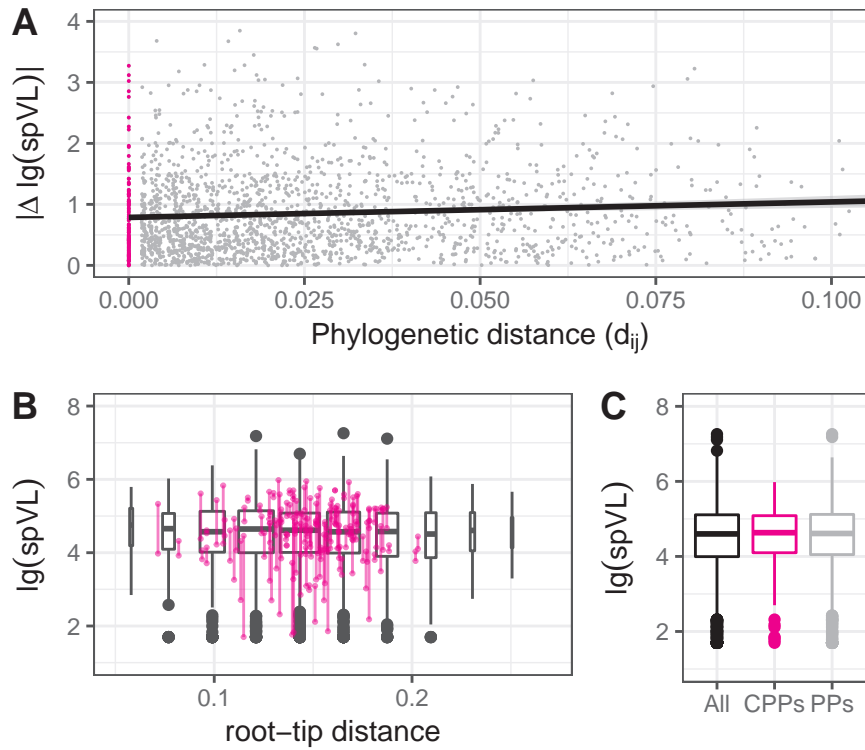 A
|Δ lg(spVL)|
4
3
2
1
0
0.000 0.025 0.050 0.075 0.100
Phylogenetic distance (dij)
B
lg(spVL)
8
6
4
2
0.1 0.2
root−tip distance
C
lg(spVL)
8
6
4
2
All CPPs PPs